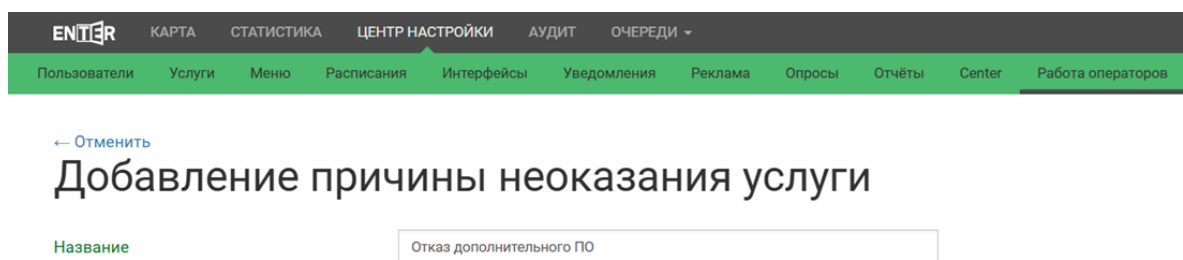 ENTER КАРТА СТАТИСТИКА ЦЕНТР НАСТРОЙКИ АУДИТ ОЧЕРЕДИ
Пользователи Услуги Меню Расписания Интерфейсы Уведомления Реклама Опросы Отчёты Center Работа операторов
← Отменить
Добавление причины неоказания услуги
Название Отказ дополнительного ПО